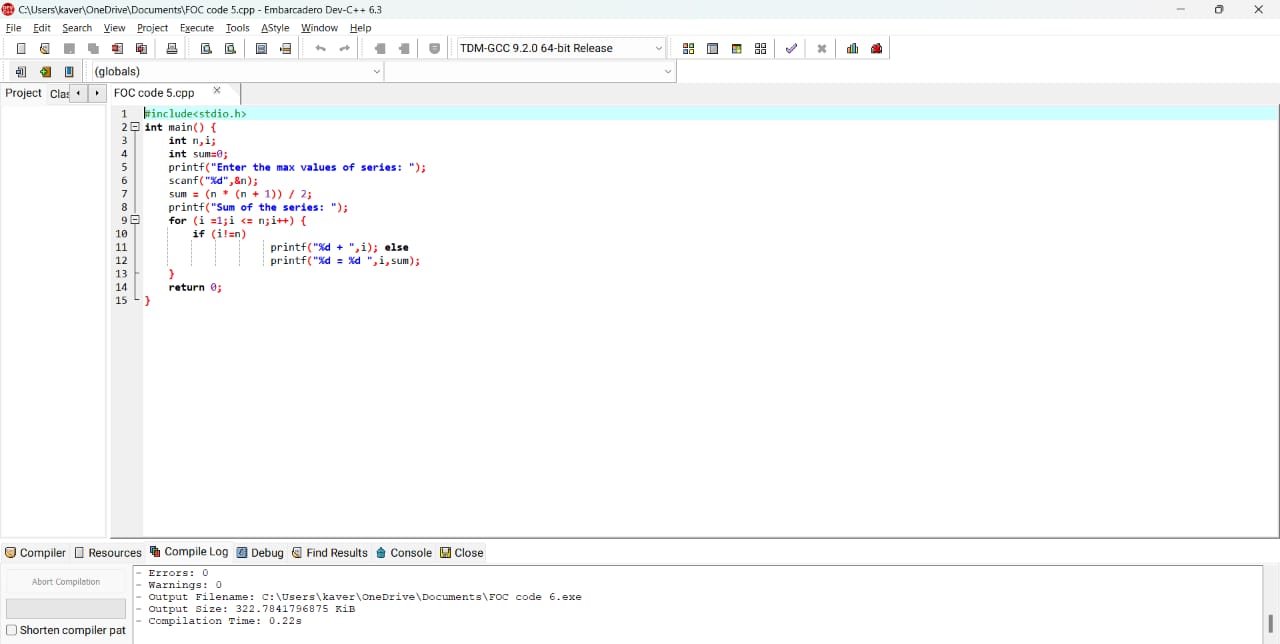 C:\Users\kaver\OneDrive\Documents\FOC code 5.cpp - Embarcadero Dev-C++ 6.3
File Edit Search View Project Execute Tools AStyle Window Help
TDM-GCC 9.2.0 64-bit Release
(globals)
Project Clas FOC code 5.cpp
1 #include<stdio.h>
2 int main() {
3 int n,i;
4 int sum=0;
5 printf("Enter the max values of series: ");
6 scanf("%d",&n);
7 sum = (n * (n + 1)) / 2;
8 printf("Sum of the series: ");
9 for (i =1;i <= n;i++) {
10 if (i!=n)
11 printf("%d + ",i); else
12 printf("%d = %d ",i,sum);
13 }
14 return 0;
15 }
Compiler Resources Compile Log Debug Find Results Console Close
Abort Compilation
Shorten compiler pat
- Errors: 0
- Warnings: 0
- Output Filename: C:\Users\kaver\OneDrive\Documents\FOC code 6.exe
- Output Size: 322.7841796875 KiB
- Compilation Time: 0.22s